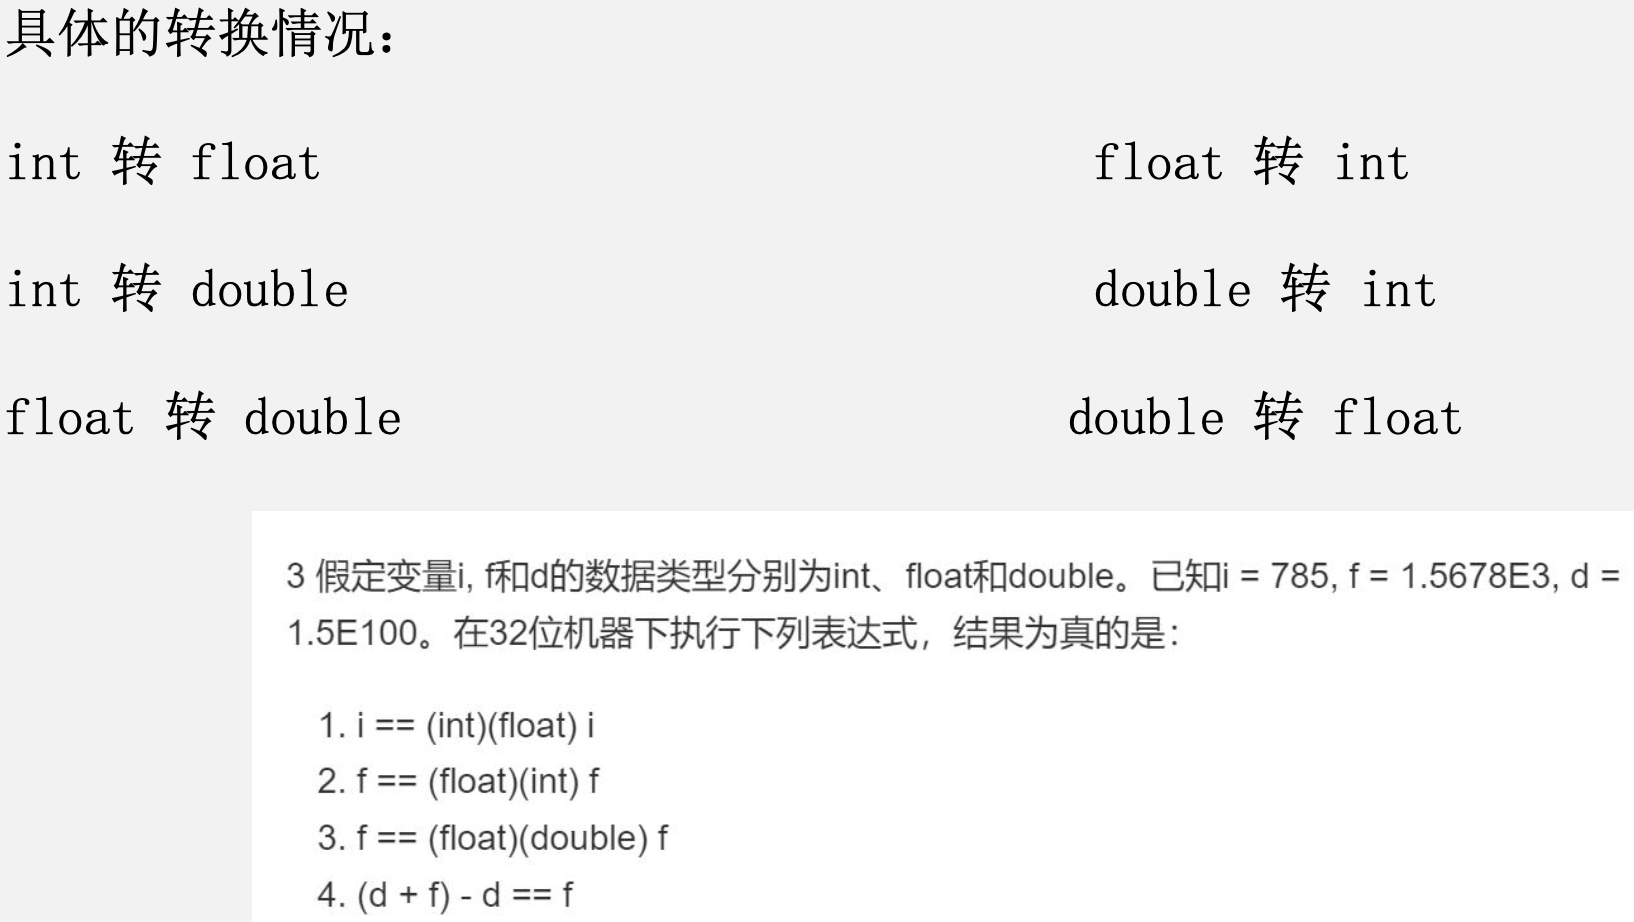 具体的转换情况：
int 转 float
float 转 int
int 转 double
double 转 int
float 转 double
double 转 float
3 假定变量i, f和d的数据类型分别为int、float和double。已知i = 785, f = 1.5678E3, d =
1.5E100。在32位机器下执行下列表达式，结果为真的是：
1. i == (int)(float) i
2. f == (float)(int) f
3. f == (float)(double) f
4. (d + f) - d == f